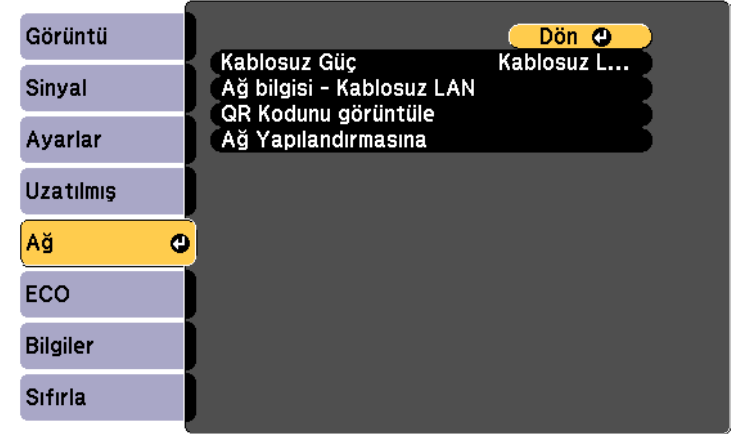 Görüntü
Sinyal
Ayarlar
Uzatılmış
Ağ
ECO
Bilgiler
Sıfırla
Dön
Kablosuz Güç Kablosuz L...
Ağ bilgisi - Kablosuz LAN
QR Kodunu görüntüle
Ağ Yapılandırmasına